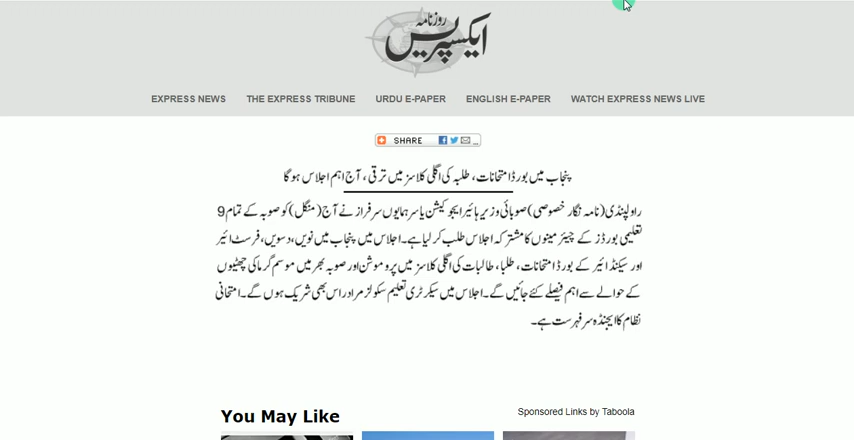 روزنامہ
ایکسپریس
EXPRESS NEWS THE EXPRESS TRIBUNE URDU E-PAPER ENGLISH E-PAPER WATCH EXPRESS NEWS LIVE
SHARE
پنجاب میں بورڈ امتحانات، طلبہ کی اگلی کلاسز میں ترقی، آج اہم اجلاس ہوگا
راولپنڈی (نامہ نگار خصوصی) صوبائی وزیر ہائیر ایجوکیشن یاسر ہمایوں سرفراز نے آج (منگل) کو صوبہ کے تمام 9
تعلیمی بورڈز کے چیئرمینوں کا مشترکہ اجلاس طلب کرلیا ہے۔ اجلاس میں پنجاب میں نویں، دسویں، فرسٹ ائیر
اور سیکنڈ ائیر کے بورڈ امتحانات، طلبا، طالبات کی اگلی کلاسز میں پروموشن اور صوبہ بھر میں موسم گرما کی چھٹیوں
کے حوالے سے اہم فیصلے کئے جائیں گے۔ اجلاس میں سیکرٹری تعلیم سکولز مراد راس بھی شریک ہوں گے۔ امتحانی
نظام کا ایجنڈہ سرفہرست ہے۔
You May Like Sponsored Links by Taboola